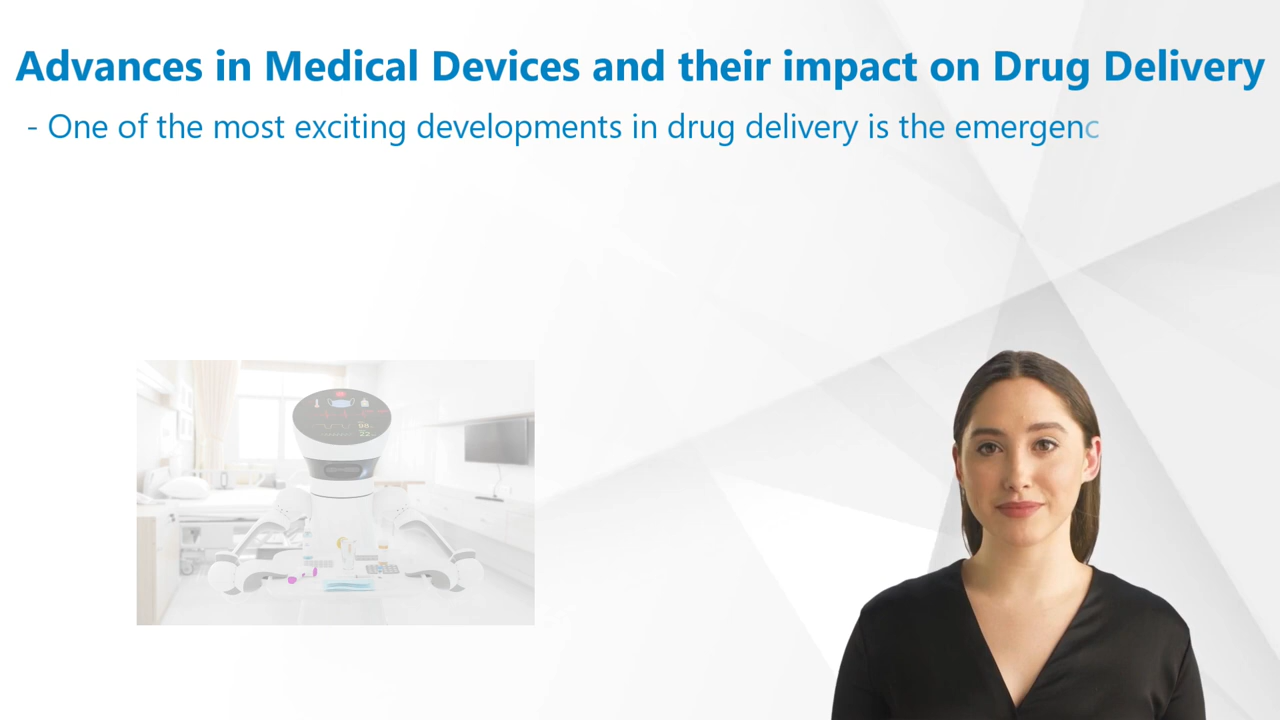 Advances in Medical Devices and their impact on Drug Delivery
- One of the most exciting developments in drug delivery is the emergenc